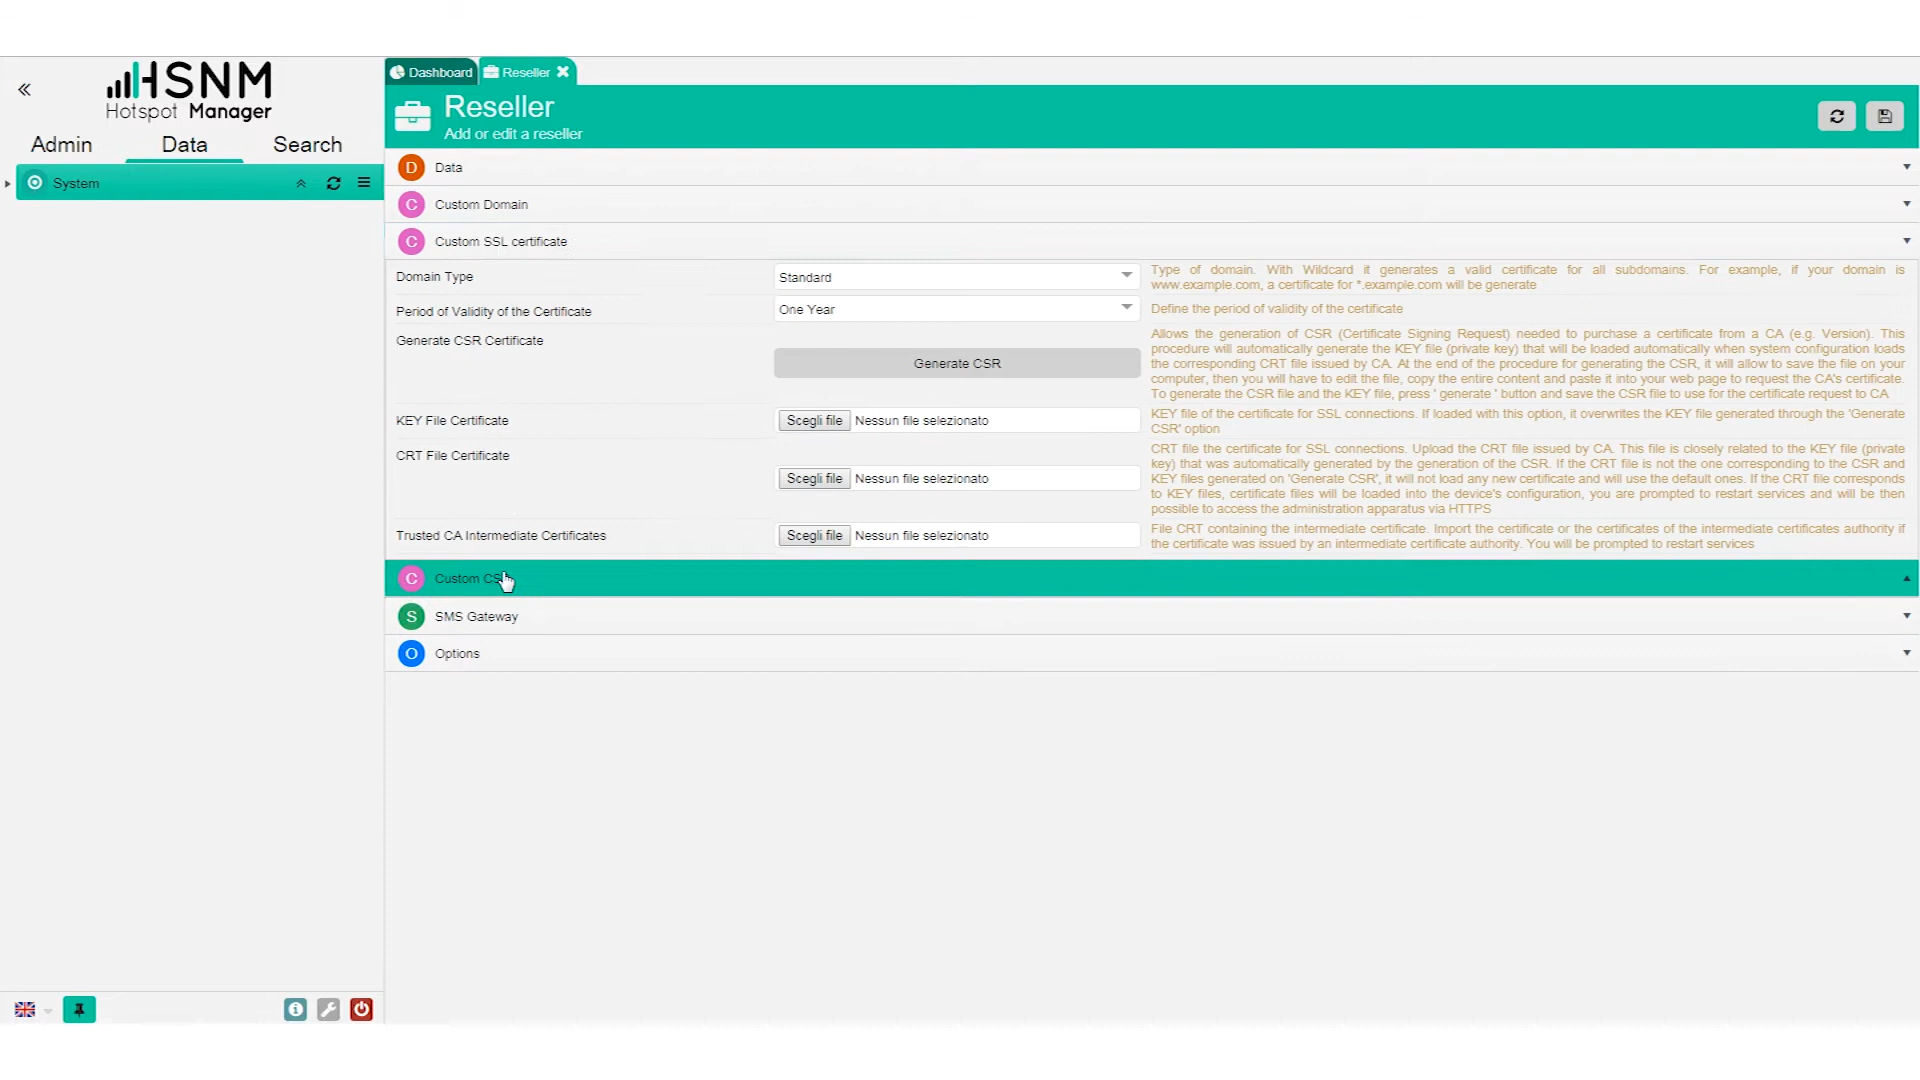 HSNM
Hotspot Manager
Admin
Data
Search
System
Dashboard
Reseller
Reseller
Add or edit a reseller
D
Data
C
Custom Domain
C
Custom SSL certificate
Domain Type
Standard
Type of domain. With Wildcard it generates a valid certificate for all subdomains. For example, if your domain is
www.example.com, a certificate for *.example.com will be generate
Period of Validity of the Certificate
One Year
Define the period of validity of the certificate
Generate CSR Certificate
Generate CSR
Allows the generation of CSR (Certificate Signing Request) needed to purchase a certificate from a CA (e.g. Version). This
procedure will automatically generate the KEY file (private key) that will be loaded automatically when system configuration loads
the corresponding CRT file issued by CA. At the end of the procedure for generating the CSR, it will allow to save the file on your
computer, then you will have to edit the file, copy the entire content and paste it into your web page to request the CA's certificate.
To generate the CSR file and the KEY file, press ' generate ' button and save the CSR file to use for the certificate request to CA
KEY File Certificate
Scegli file
Nessun file selezionato
KEY file of the certificate for SSL connections. If loaded with this option, it overwrites the KEY file generated through the 'Generate
CSR' option
CRT File Certificate
Scegli file
Nessun file selezionato
CRT file the certificate for SSL connections. Upload the CRT file issued by CA. This file is closely related to the KEY file (private
key) that was automatically generated by the generation of the CSR. If the CRT file is not the one corresponding to the CSR and
KEY files generated on 'Generate CSR', it will not load any new certificate and will use the default ones. If the CRT file corresponds
to KEY files, certificate files will be loaded into the device's configuration, you are prompted to restart services and will be then
possible to access the administration apparatus via HTTPS
Trusted CA Intermediate Certificates
Scegli file
Nessun file selezionato
File CRT containing the intermediate certificate. Import the certificate or the certificates of the intermediate certificates authority if
the certificate was issued by an intermediate certificate authority. You will be prompted to restart services
C
Custom
S
SMS Gateway
O
Options